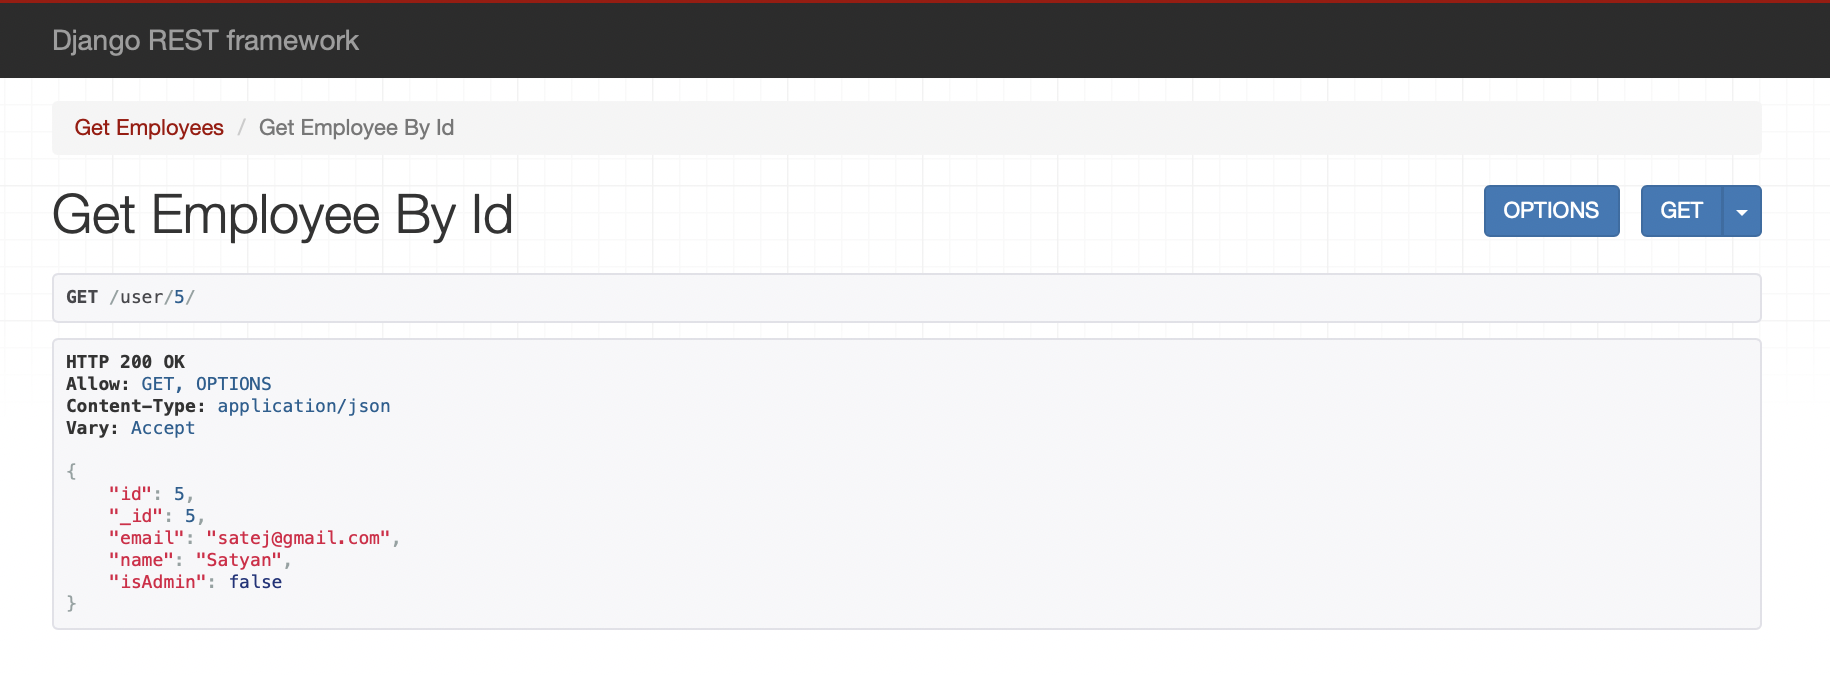 Django REST framework
Get Employees / Get Employee By Id
Get Employee By Id
OPTIONS GET
GET /user/5/
HTTP 200 OK
Allow: GET, OPTIONS
Content-Type: application/json
Vary: Accept
{
    "id": 5,
    "_id": 5,
    "email": "satej@gmail.com",
    "name": "Satyan",
    "isAdmin": false
}